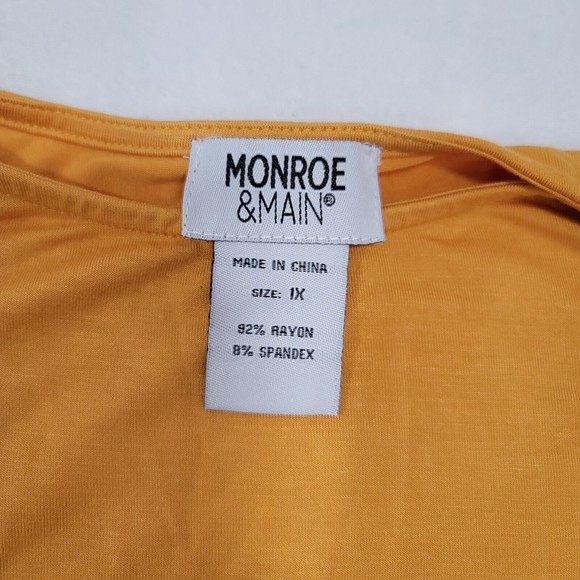 MONROE
&MAIN®
MADE IN CHINA
SIZE: 1X
92% RAYON
8% SPANDEX